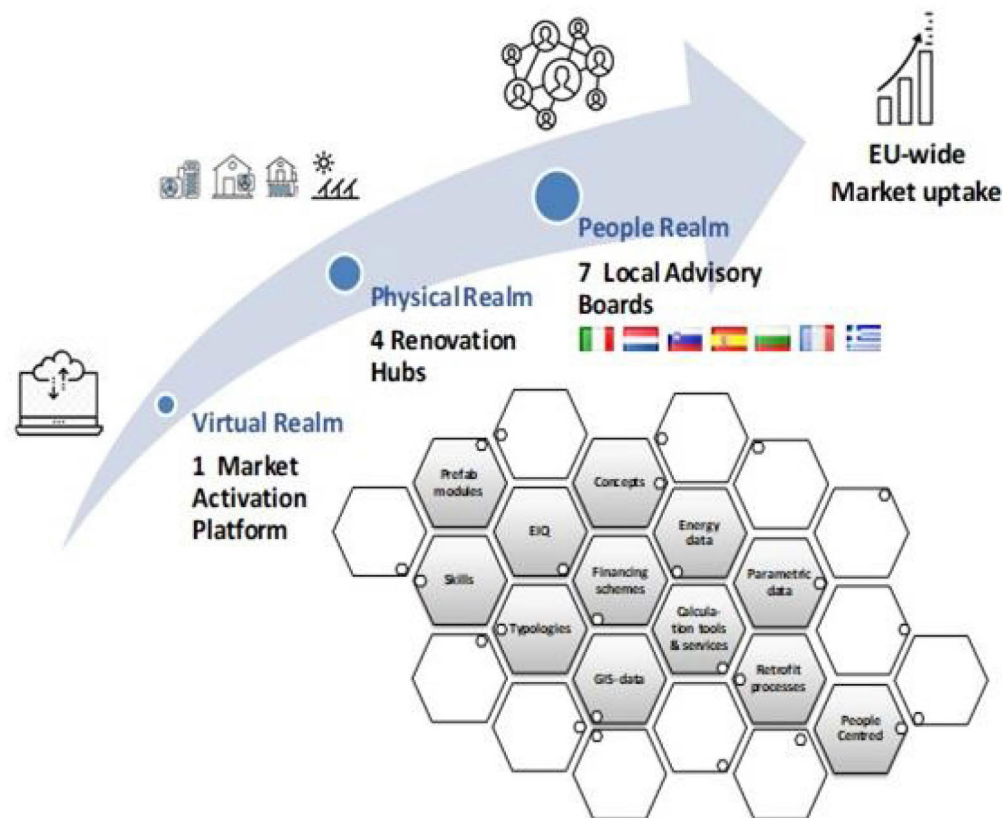 EU-wide
Market uptake
People Realm
7 Local Advisory
Boards
Physical Realm
4 Renovation
Hubs
Virtual Realm
1 Market
Activation
Platform
Prefab
modules
Concepts
EIQ
Energy
data
Skills
Financing
schemes
Parametric
data
Typologies
Calcula-
tion tools
& services
GIS-data
Retrofit
processes
People
Centred